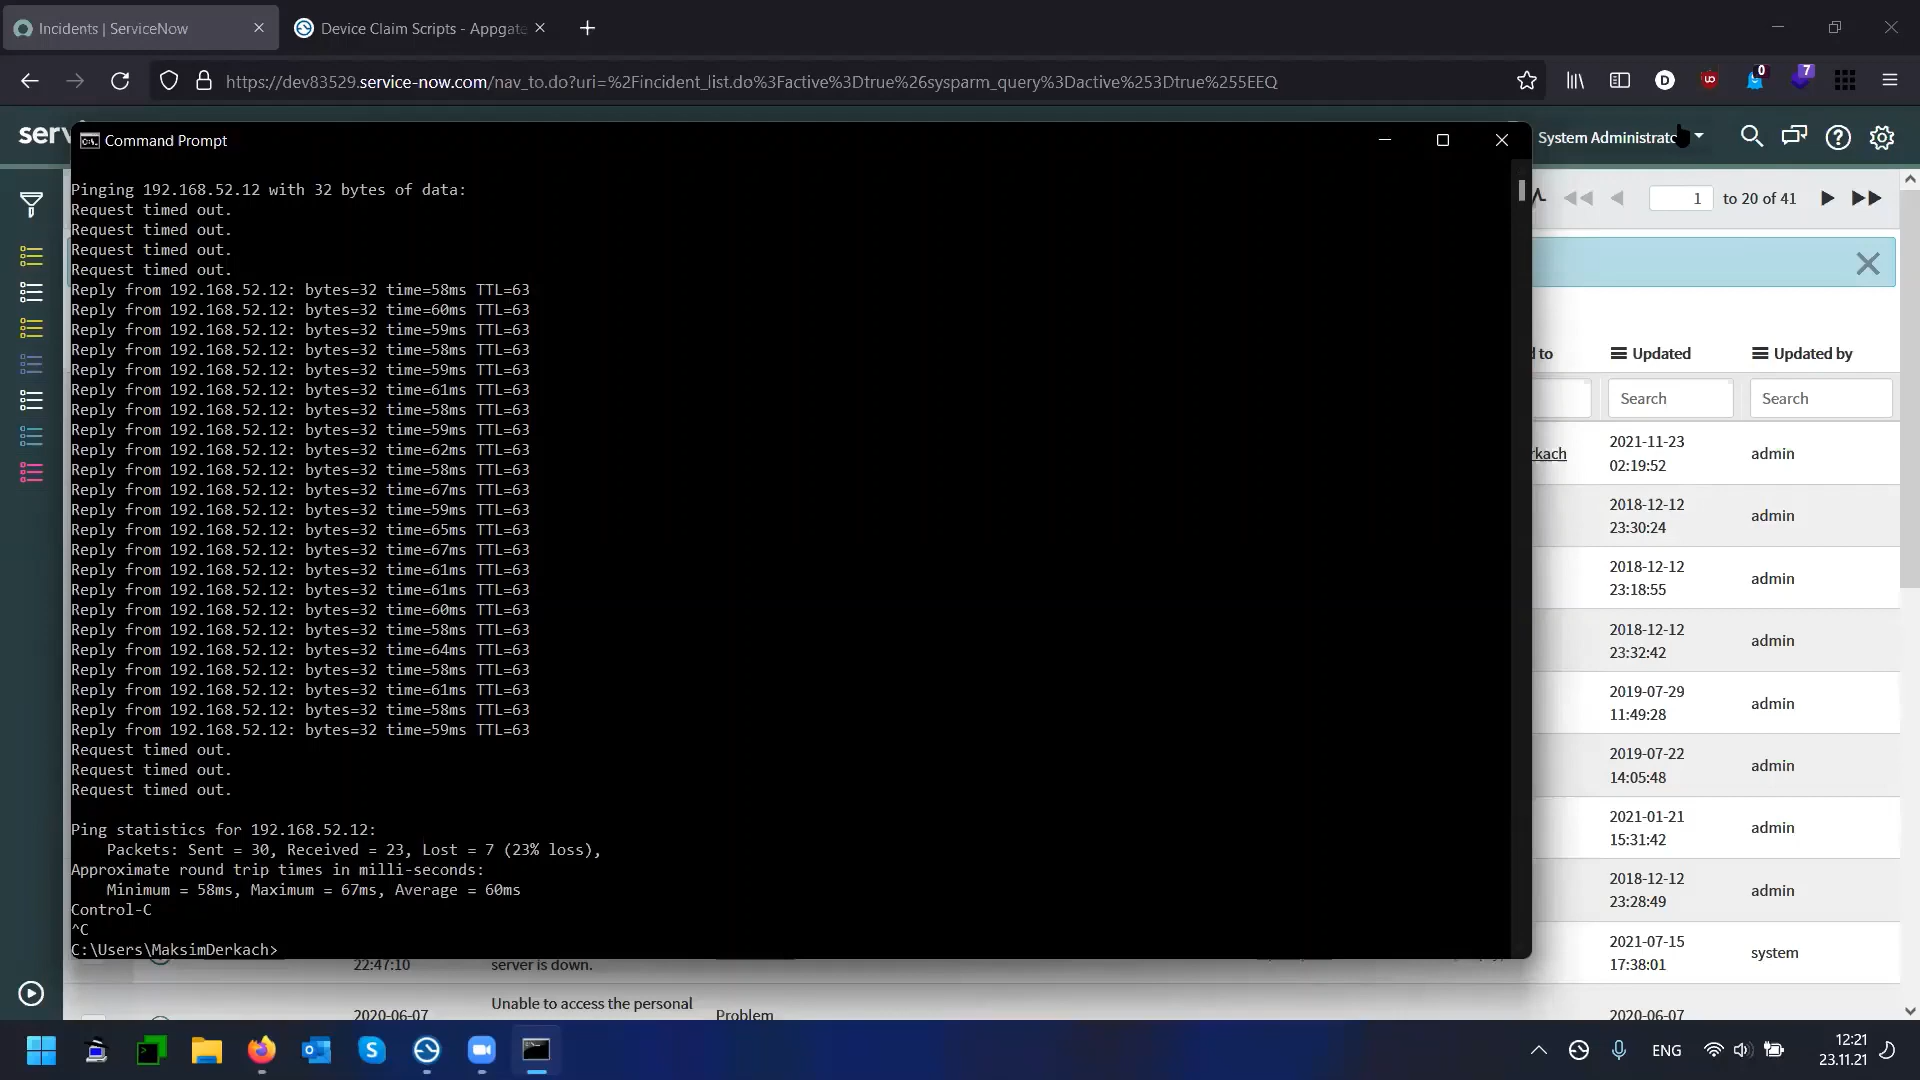 Incidents | ServiceNow
Device Claim Scripts - Appgate
https://dev83529.service-now.com/nav_to.do?uri=%2Fincident_list.do%3Factive%3Dtrue%26sysparm_query%3Dactive%253Dtrue%255EEQ
D
0
7
serv
Command Prompt
System Administrato
Pinging 192.168.52.12 with 32 bytes of data:
Request timed out.
Request timed out.
Request timed out.
Request timed out.
Reply from 192.168.52.12: bytes=32 time=58ms TTL=63
Reply from 192.168.52.12: bytes=32 time=60ms TTL=63
Reply from 192.168.52.12: bytes=32 time=59ms TTL=63
Reply from 192.168.52.12: bytes=32 time=58ms TTL=63
Reply from 192.168.52.12: bytes=32 time=59ms TTL=63
Reply from 192.168.52.12: bytes=32 time=61ms TTL=63
Reply from 192.168.52.12: bytes=32 time=58ms TTL=63
Reply from 192.168.52.12: bytes=32 time=59ms TTL=63
Reply from 192.168.52.12: bytes=32 time=62ms TTL=63
Reply from 192.168.52.12: bytes=32 time=58ms TTL=63
Reply from 192.168.52.12: bytes=32 time=67ms TTL=63
Reply from 192.168.52.12: bytes=32 time=59ms TTL=63
Reply from 192.168.52.12: bytes=32 time=65ms TTL=63
Reply from 192.168.52.12: bytes=32 time=67ms TTL=63
Reply from 192.168.52.12: bytes=32 time=61ms TTL=63
Reply from 192.168.52.12: bytes=32 time=61ms TTL=63
Reply from 192.168.52.12: bytes=32 time=60ms TTL=63
Reply from 192.168.52.12: bytes=32 time=58ms TTL=63
Reply from 192.168.52.12: bytes=32 time=64ms TTL=63
Reply from 192.168.52.12: bytes=32 time=58ms TTL=63
Reply from 192.168.52.12: bytes=32 time=61ms TTL=63
Reply from 192.168.52.12: bytes=32 time=58ms TTL=63
Reply from 192.168.52.12: bytes=32 time=59ms TTL=63
Request timed out.
Request timed out.
Request timed out.
Ping statistics for 192.168.52.12:
Packets: Sent = 30, Received = 23, Lost = 7 (23% loss),
Approximate round trip times in milli-seconds:
Minimum = 58ms, Maximum = 67ms, Average = 60ms
Control-C
^C
C:\Users\MaksimDerkach>
1 to 20 of 41
d to Updated Updated by
Search Search
rkach 2021-11-23 02:19:52 admin
2018-12-12 23:30:24 admin
2018-12-12 23:18:55 admin
2018-12-12 23:32:42 admin
2019-07-29 11:49:28 admin
2019-07-22 14:05:48 admin
2021-01-21 15:31:42 admin
2018-12-12 23:28:49 admin
2021-07-15 17:38:01 system
22:47:10 server is down.
Unable to access the personal
2020-06-07 Problem 2020-06-07
ENG
12:21
23.11.21